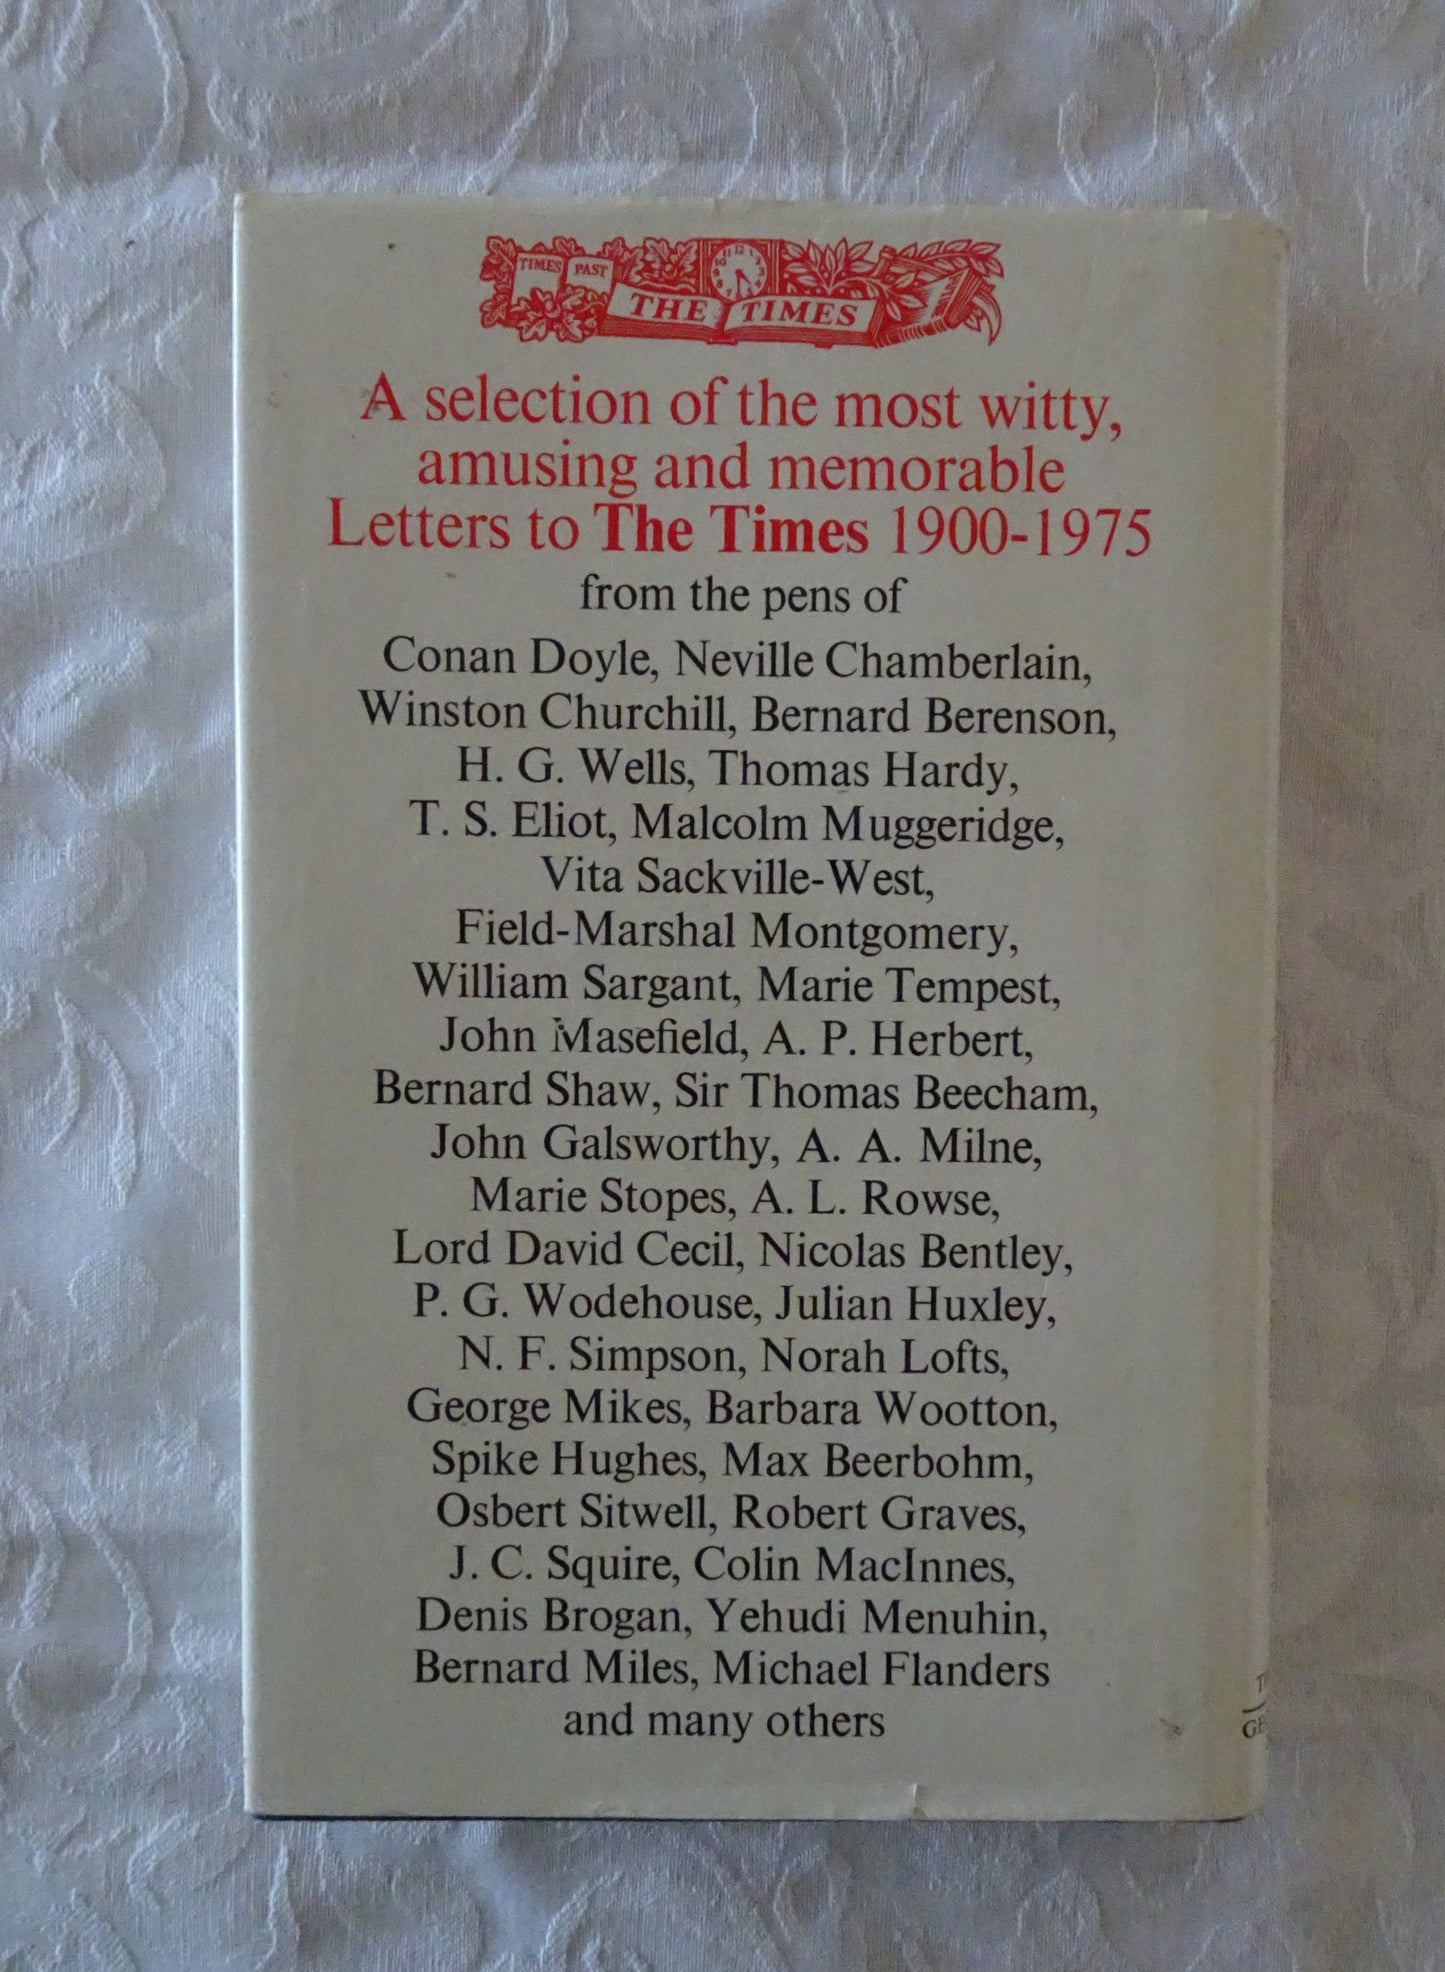 TIMES PAST
THE TIMES
A selection of the most witty,
amusing and memorable
Letters to The Times 1900-1975
from the pens of
Conan Doyle, Neville Chamberlain,
Winston Churchill, Bernard Berenson,
H. G. Wells, Thomas Hardy,
T. S. Eliot, Malcolm Muggeridge,
Vita Sackville-West,
Field-Marshal Montgomery,
William Sargant, Marie Tempest,
John Masefield, A. P. Herbert,
Bernard Shaw, Sir Thomas Beecham,
John Galsworthy, A. A. Milne,
Marie Stopes, A. L. Rowse,
Lord David Cecil, Nicolas Bentley,
P. G. Wodehouse, Julian Huxley,
N. F. Simpson, Norah Lofts,
George Mikes, Barbara Wootton,
Spike Hughes, Max Beerbohm,
Osbert Sitwell, Robert Graves,
J. C. Squire, Colin MacInnes,
Denis Brogan, Yehudi Menuhin,
Bernard Miles, Michael Flanders
and many others